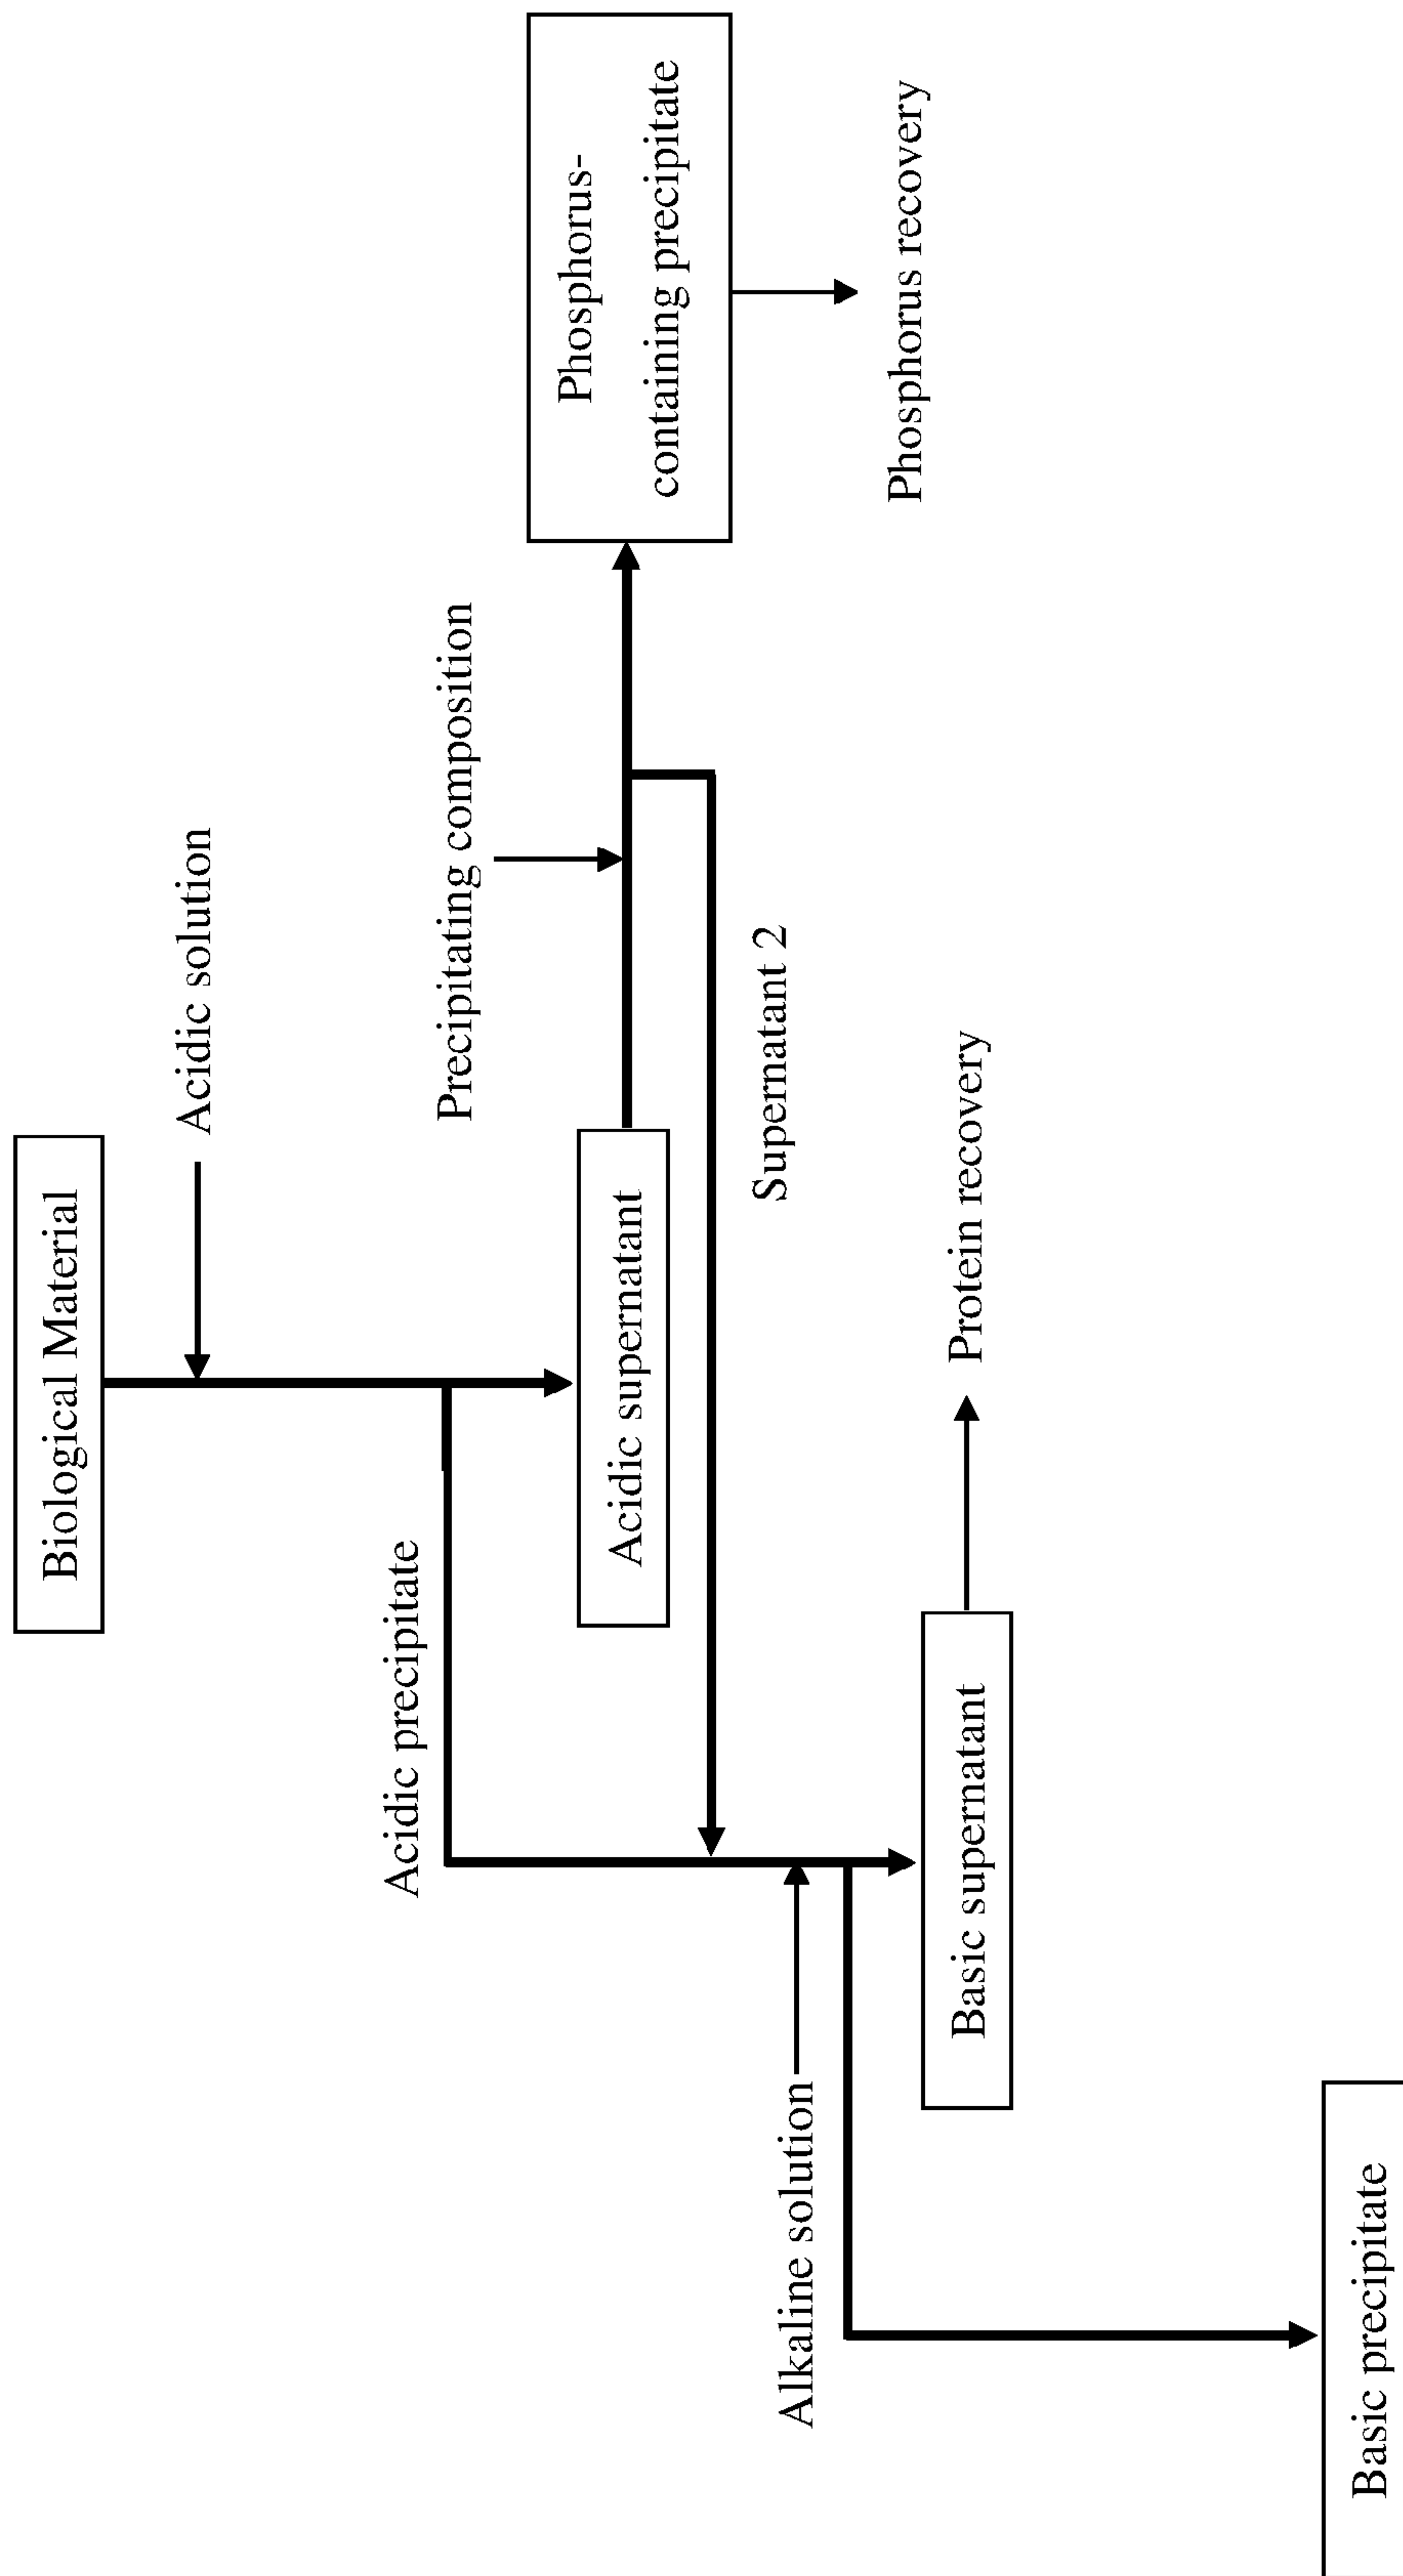 Biological Material
Acidic solution
Acidic precipitate
Precipitating composition
Acidic supernatant
Phosphorus-
containing precipitate
Supernatant 2
Phosphorus recovery
Alkaline solution
Basic supernatant
Protein recovery
Basic precipitate